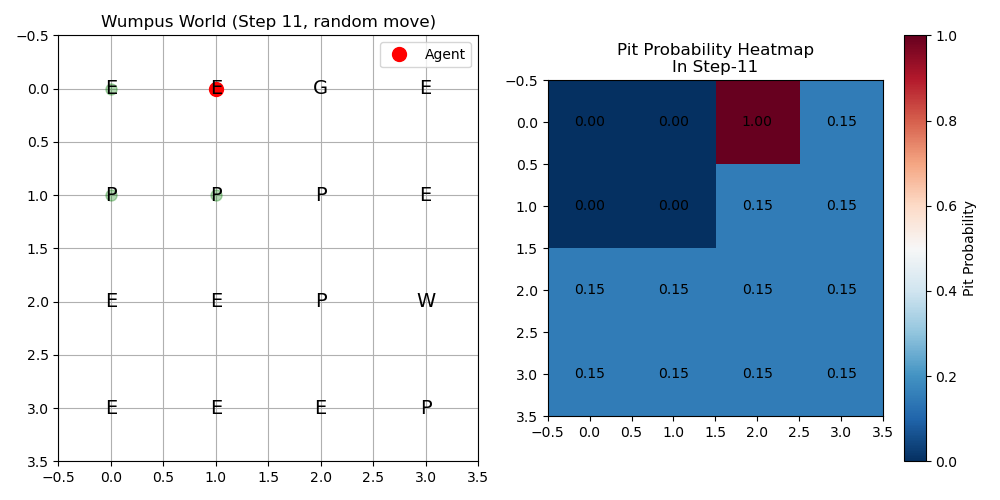 Wumpus World (Step 11, random move)
Agent
−0.5
0.0 E E G E
0.5
1.0 P P P E
1.5
2.0 E E P W
2.5
3.0 E E E P
3.5
−0.5 0.0 0.5 1.0 1.5 2.0 2.5 3.0 3.5
Pit Probability Heatmap
In Step-11
−0.5
0.0 0.00 0.00 1.00 0.15
0.5
1.0 0.00 0.00 0.15 0.15
1.5
2.0 0.15 0.15 0.15 0.15
2.5
3.0 0.15 0.15 0.15 0.15
3.5
−0.5 0.0 0.5 1.0 1.5 2.0 2.5 3.0 3.5
1.0
0.8
0.6
0.4
0.2
0.0
Pit Probability